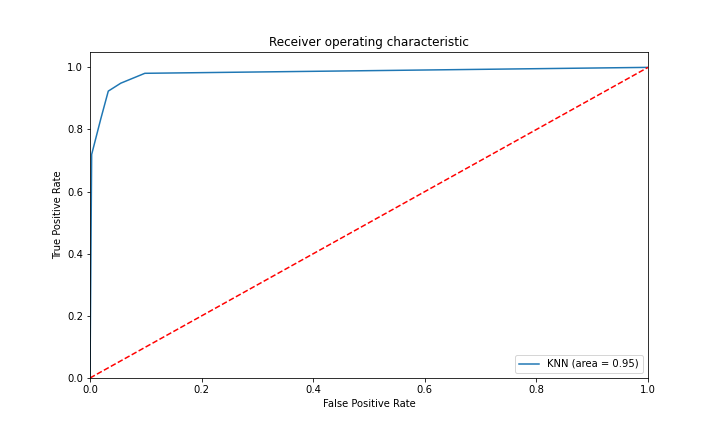 Receiver operating characteristic
1.0
0.8
0.6
0.4
0.2
0.0
True Positive Rate
KNN (area = 0.95)
0.0 0.2 0.4 0.6 0.8 1.0
False Positive Rate